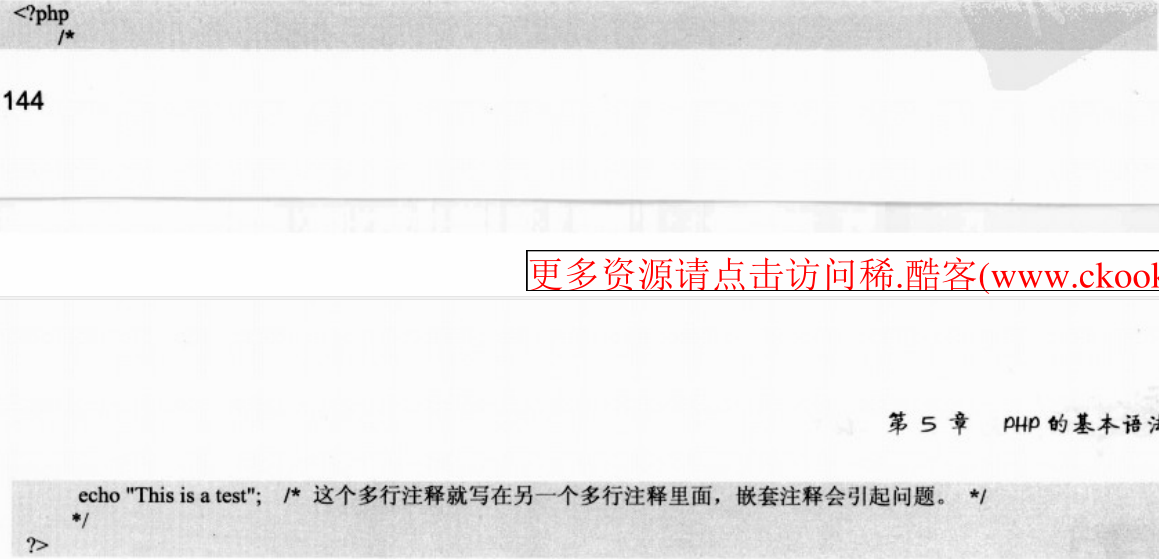 <?php
/*
144
更多资源请点击访问稀.酷客(www.ckook
第 5 章 PHP 的基本语法
echo "This is a test"; /* 这个多行注释就写在另一个多行注释里面，嵌套注释会引起问题。 */
*/
?>